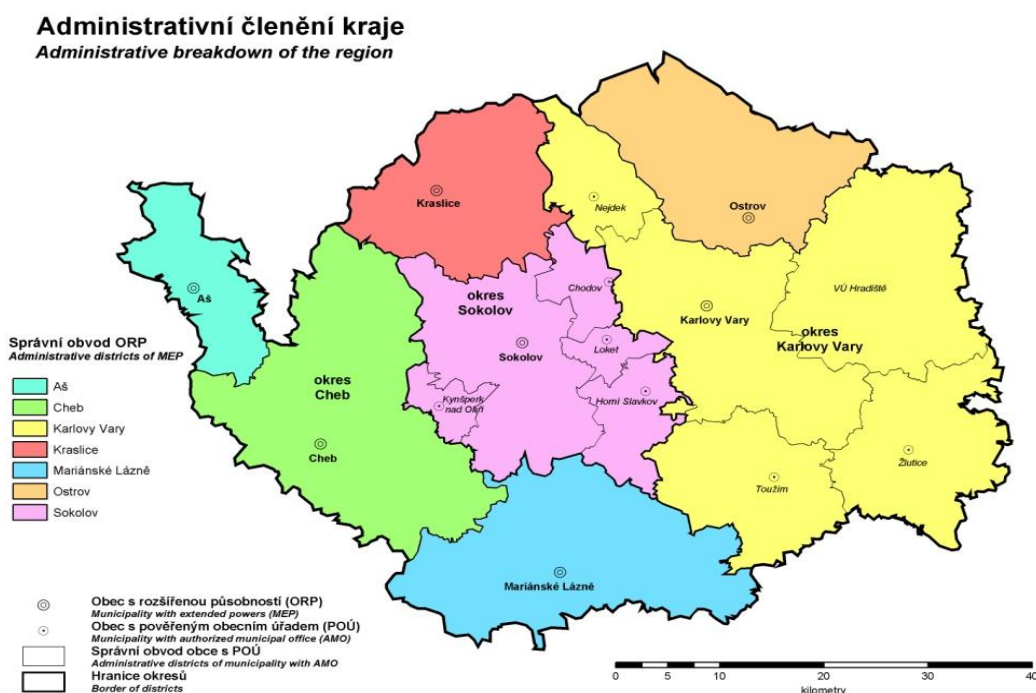 Administrativní členění kraje
Administrative breakdown of the region
Kraslice
Nejdek
Ostrov
VÚ Hradiště
Aš
okres
Sokolov
Chodov
Karlovy Vary
okres
Karlovy Vary
Sokolov
Loket
okres
Cheb
Kynšperk
nad Ohří
Horní Slavkov
Cheb
Toužim
Žlutice
Mariánské Lázně
Správní obvod ORP
Administrative districts of MEP
Aš
Cheb
Karlovy Vary
Kraslice
Mariánské Lázně
Ostrov
Sokolov
Obec s rozšířenou působností (ORP)
Municipality with extended powers (MEP)
Obec s pověřeným obecním úřadem (POÚ)
Municipality with authorized municipal office (AMO)
Správní obvod obce s POÚ
Administrative districts of municipality with AMO
Hranice okresů
Border of districts
0 5 10 20 30 40
kilometry